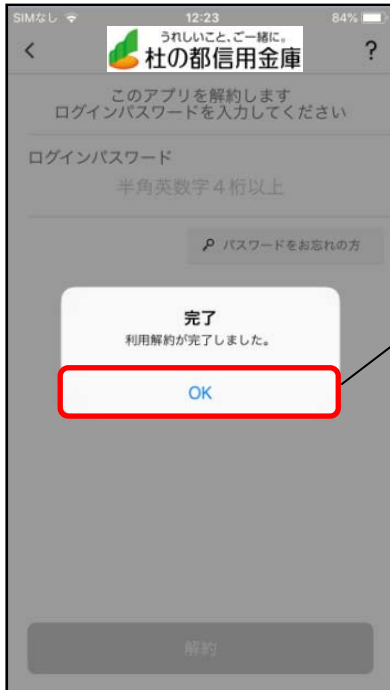 SIMなし 12:23 84%
うれしいこと、ご一緒に。
杜の都信用金庫
?
このアプリを解約します
ログインパスワードを入力してください
ログインパスワード
半角英数字4桁以上
パスワードをお忘れの方
完了
利用解約が完了しました。
OK
解約